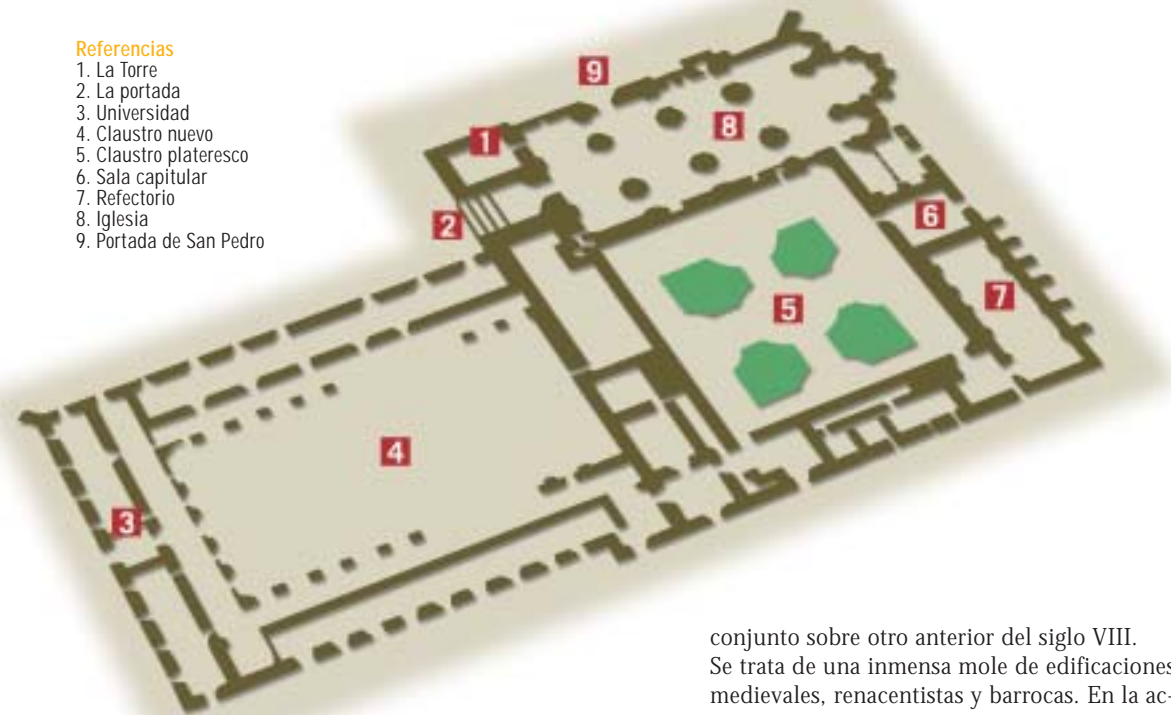 Referencias
1. La Torre
2. La portada
3. Universidad
4. Claustro nuevo
5. Claustro plateresco
6. Sala capitular
7. Refectorio
8. Iglesia
9. Portada de San Pedro
9
1
8
2
6
7
5
4
3
conjunto sobre otro anterior del siglo VIII.
Se trata de una inmensa mole de edificaciones
medievales, renacentistas y barrocas. En la ac-